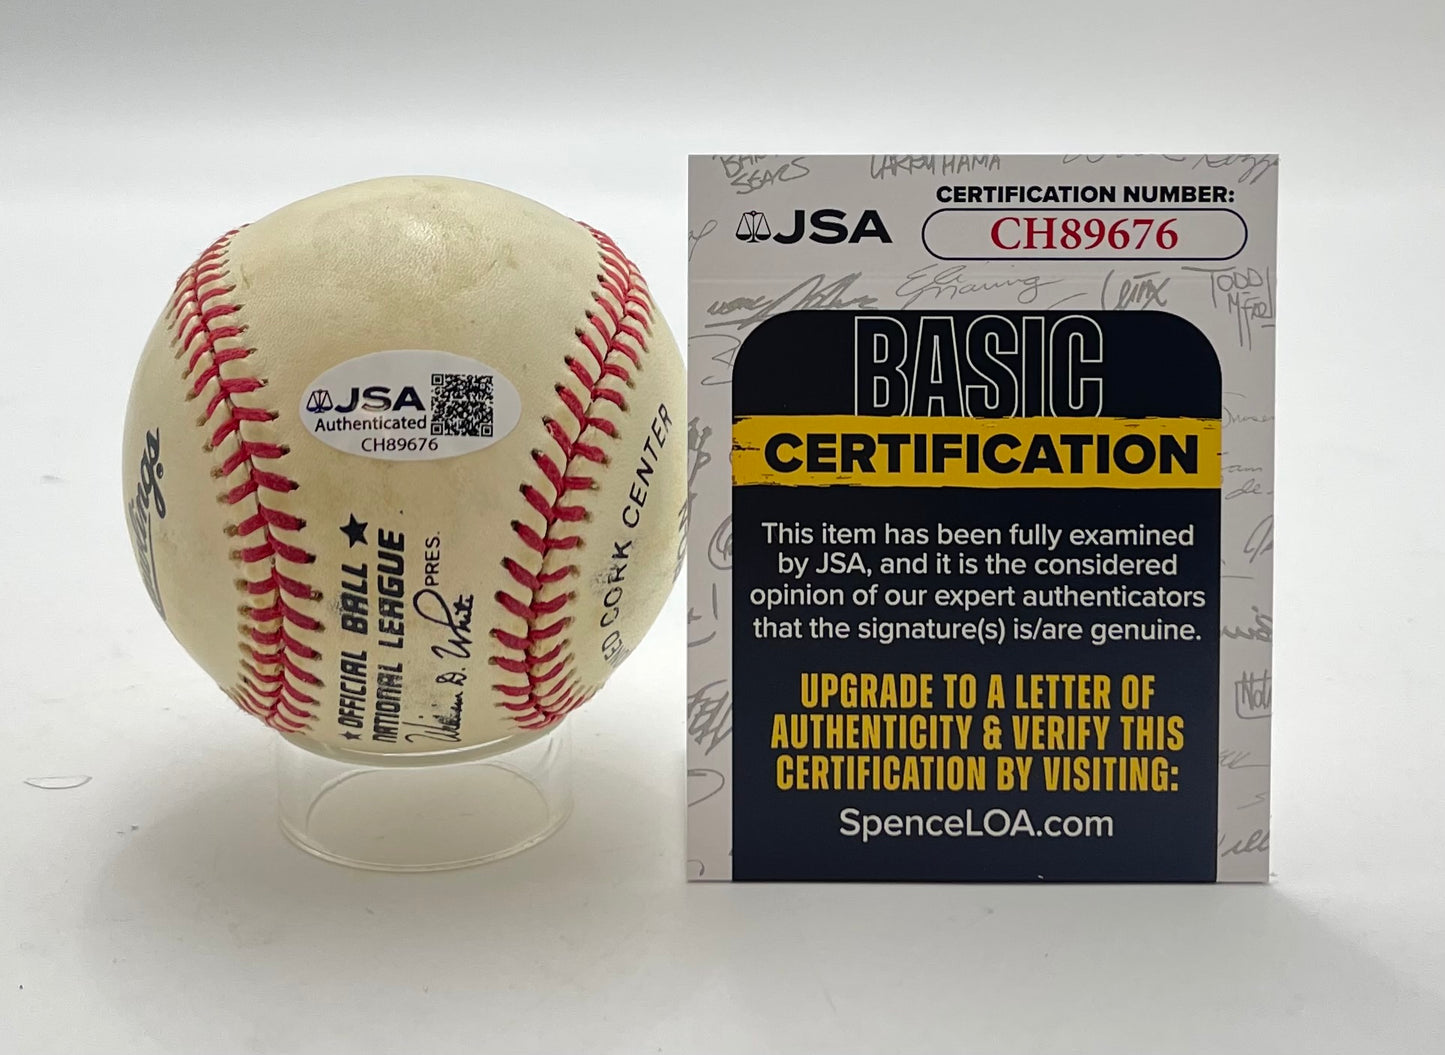 JSA
Authenticated
CH89676
OFFICIAL BALL
NATIONAL LEAGUE
William D. White
PRES.
CORK CENTER
JSA
CERTIFICATION NUMBER:
CH89676
BASIC
CERTIFICATION
This item has been fully examined
by JSA, and it is the considered
opinion of our expert authenticators
that the signature(s) is/are genuine.
UPGRADE TO A LETTER OF
AUTHENTICITY & VERIFY THIS
CERTIFICATION BY VISITING:
SpenceLOA.com